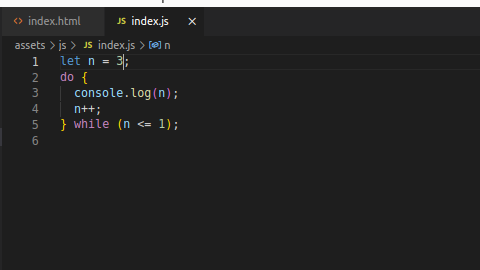 <> index.html JS index.js ×
assets > js > JS index.js > n
1 let n = 3;
2 do {
3 console.log(n);
4 n++;
5 } while (n <= 1);
6